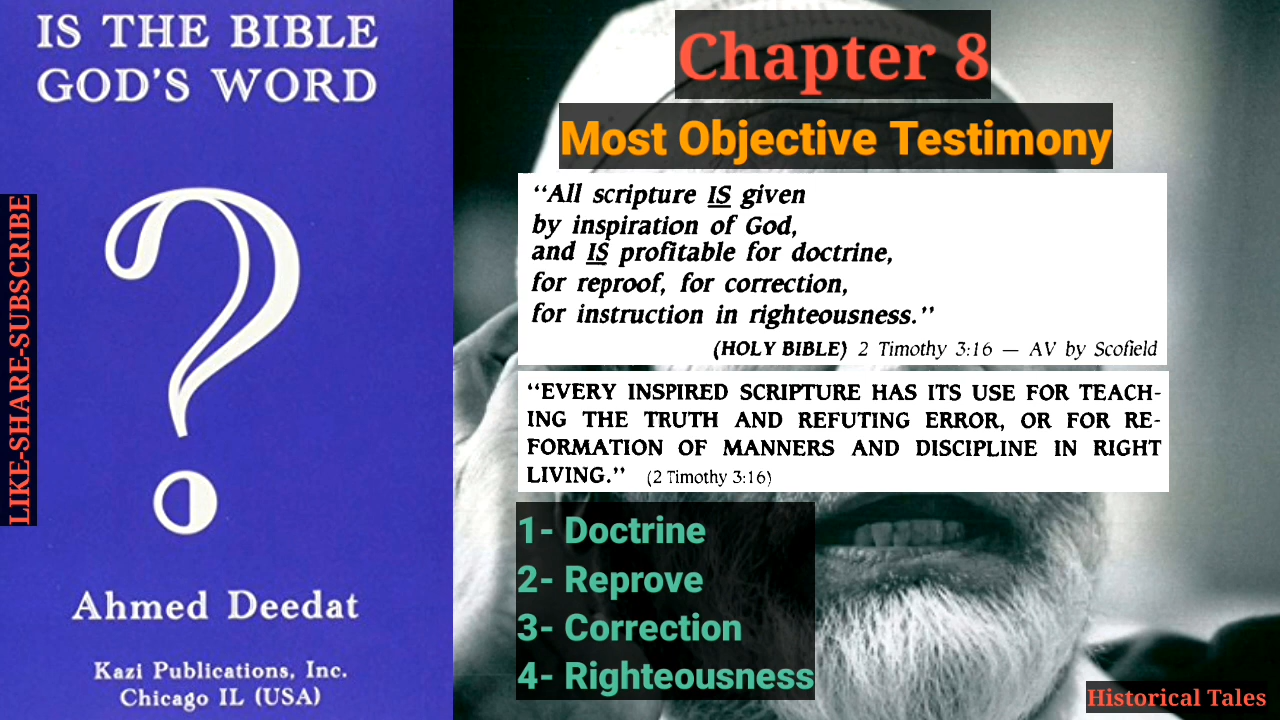 IS THE BIBLE
GOD'S WORD
?
Ahmed Deedat
Kazi Publications, Inc.
Chicago IL (USA)
LIKE-SHARE-SUBSCRIBE
Chapter 8
Most Objective Testimony
“All scripture IS given
by inspiration of God,
and IS profitable for doctrine,
for reproof, for correction,
for instruction in righteousness.”
(HOLY BIBLE) 2 Timothy 3:16 — AV by Scofield
“EVERY INSPIRED SCRIPTURE HAS ITS USE FOR TEACH-
ING THE TRUTH AND REFUTING ERROR, OR FOR RE-
FORMATION OF MANNERS AND DISCIPLINE IN RIGHT
LIVING.” (2 Timothy 3:16)
1- Doctrine
2- Reprove
3- Correction
4- Righteousness
Historical Tales